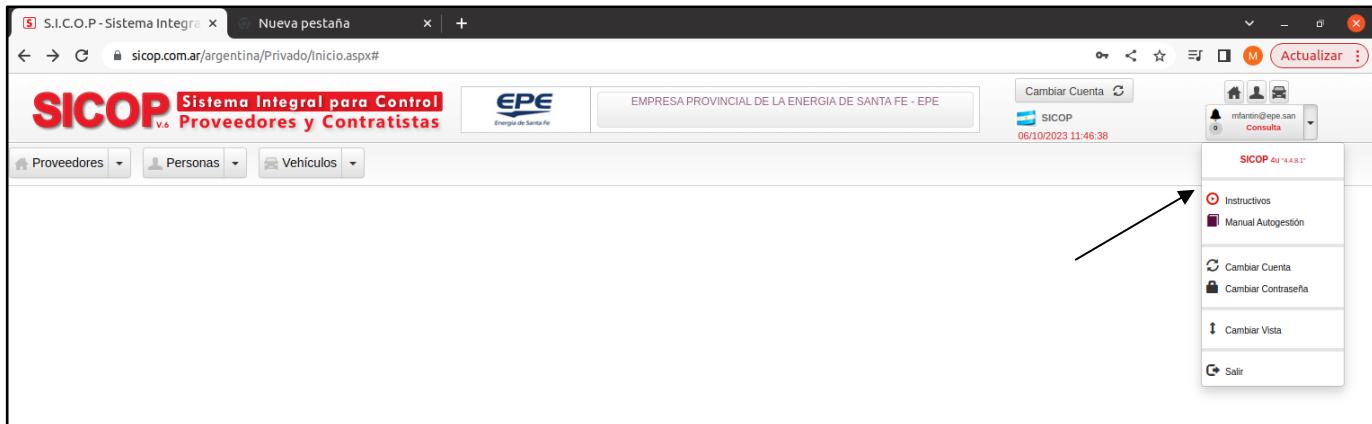 S.I.C.O.P - Sistema Integra
Nueva pestaña
sicop.com.ar/argentina/Privado/Inicio.aspx#
M
Actualizar
SICOP V.6 Sistema Integral para Control
Proveedores y Contratistas
EPE
Energía de Santa Fe
EMPRESA PROVINCIAL DE LA ENERGIA DE SANTA FE - EPE
Cambiar Cuenta
SICOP
06/10/2023 11:46:38
0
mfantin@epe.san
Consulta
Proveedores
Personas
Vehículos
SICOP 4U "4.4.8.1"
Instructivos
Manual Autogestión
Cambiar Cuenta
Cambiar Contraseña
Cambiar Vista
Salir